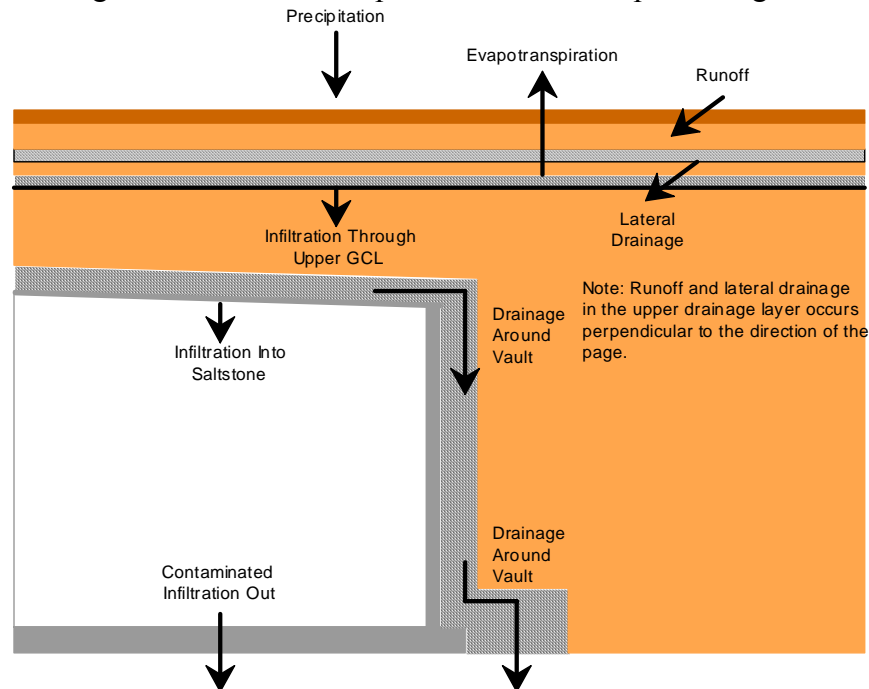 Precipitation
Evapotranspiration
Runoff
Infiltration Through
Upper GCL
Lateral
Drainage
Note: Runoff and lateral drainage
in the upper drainage layer occurs
perpendicular to the direction of the
page.
Drainage
Around
Vault
Infiltration Into
Saltstone
Drainage
Around
Vault
Contaminated
Infiltration Out